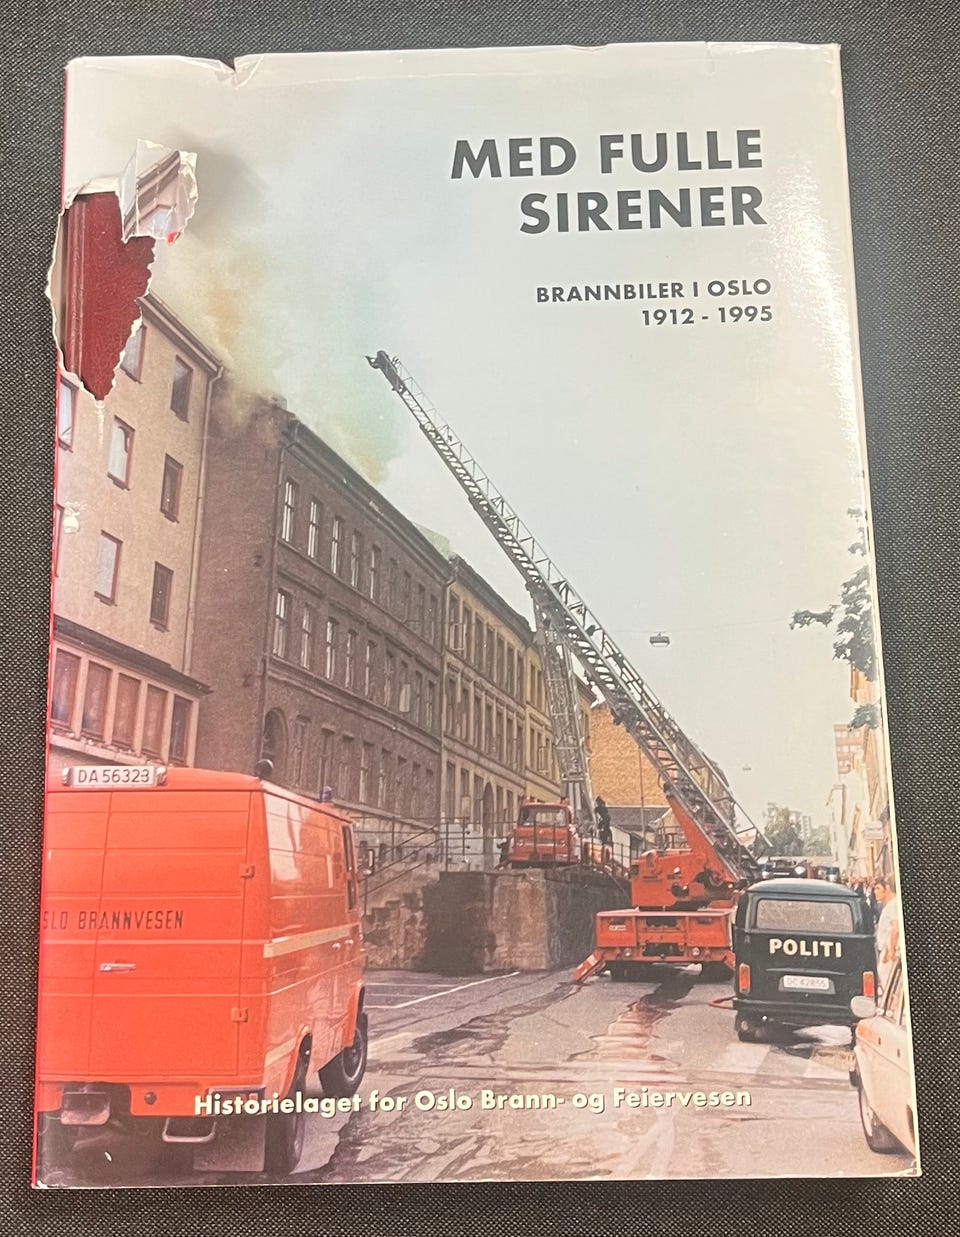 MED FULLE
SIRENER
BRANNBILER I OSLO
1912 - 1995
DA 56323
SLO BRANNVESEN
POLITI
Historielaget for Oslo Brann- og Feiervesen